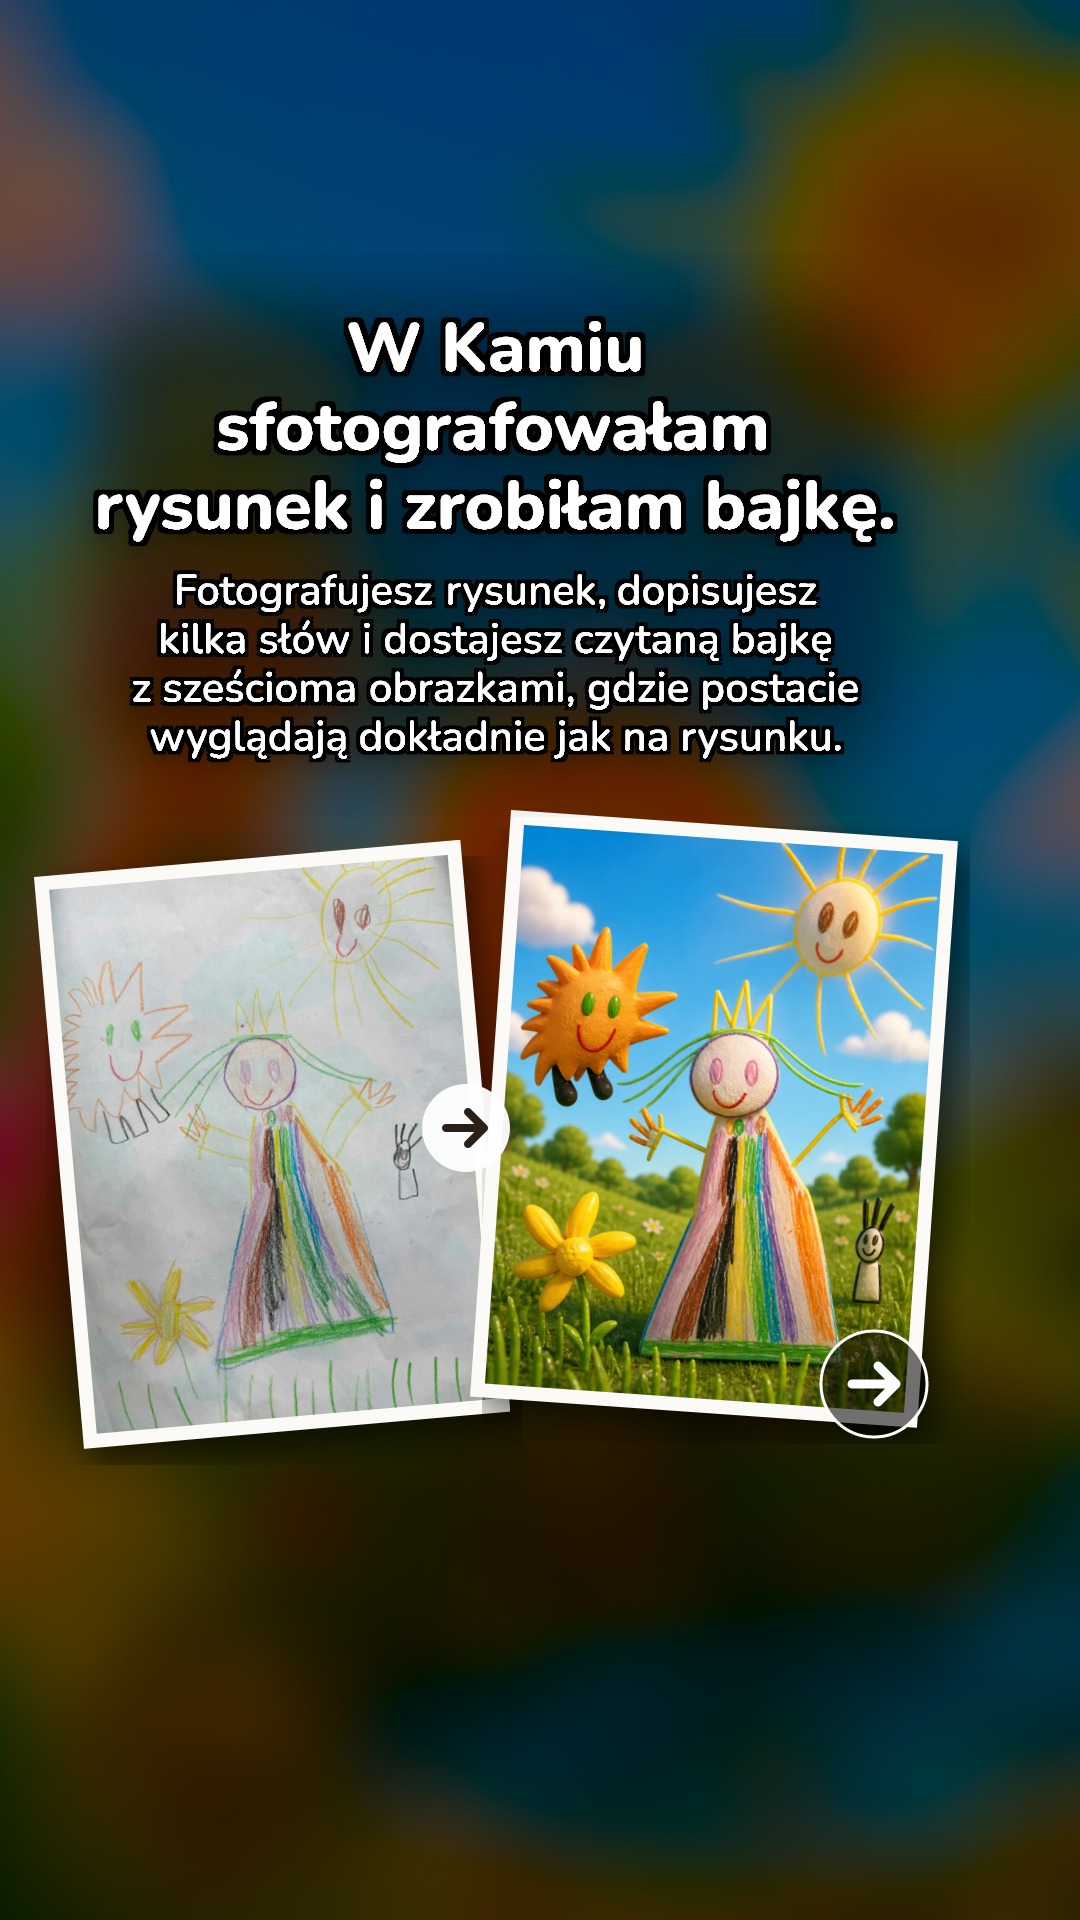 W Kamiu
sfotografowałam
rysunek i zrobiłam bajkę.
Fotografujesz rysunek, dopisujesz
kilka słów i dostajesz czytaną bajkę
z sześcioma obrazkami, gdzie postacie
wyglądają dokładnie jak na rysunku.